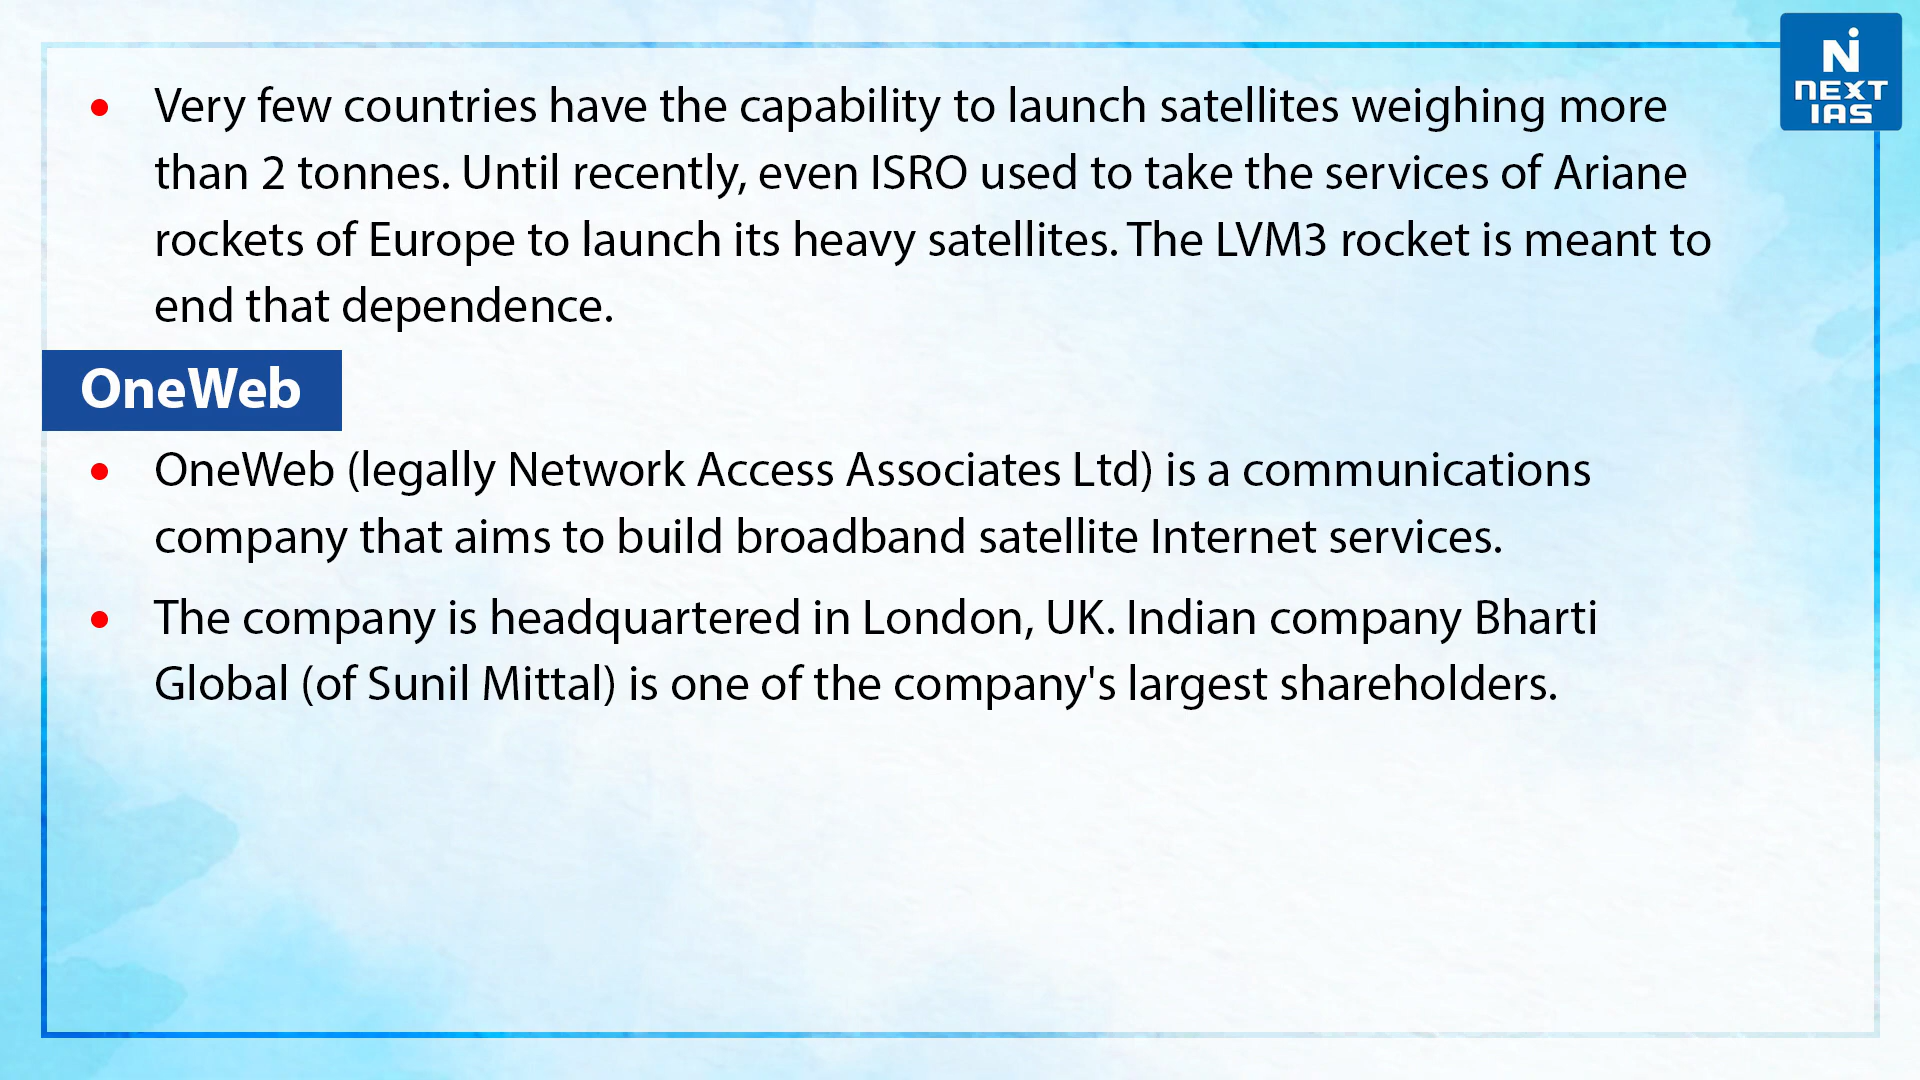 NEXT
IAS
• Very few countries have the capability to launch satellites weighing more
than 2 tonnes. Until recently, even ISRO used to take the services of Ariane
rockets of Europe to launch its heavy satellites. The LVM3 rocket is meant to
end that dependence.
OneWeb
• OneWeb (legally Network Access Associates Ltd) is a communications
company that aims to build broadband satellite Internet services.
• The company is headquartered in London, UK. Indian company Bharti
Global (of Sunil Mittal) is one of the company's largest shareholders.